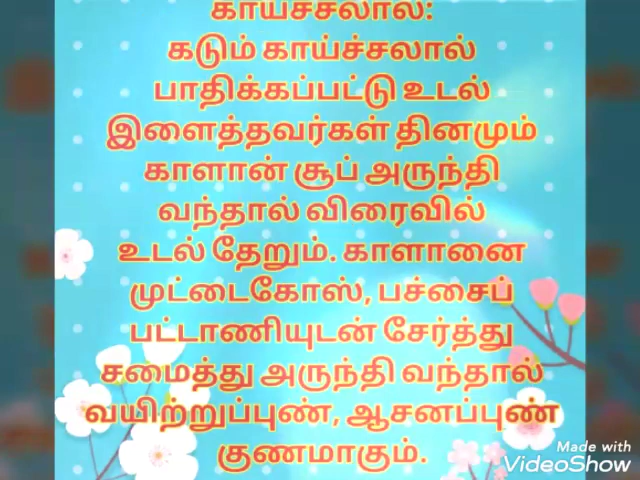 காய்ச்சலால்:
கடும் காய்ச்சலால்
பாதிக்கப்பட்டு உடல்
இளைத்தவர்கள் தினமும்
காளான் சூப் அருந்தி
வந்தால் விரைவில்
உடல் தேறும். காளானை
முட்டைகோஸ், பச்சைப்
பட்டாணியுடன் சேர்த்து
சமைத்து அருந்தி வந்தால்
வயிற்றுப்புண், ஆசனப்புண்
குணமாகும்.
Made with
VideoShow